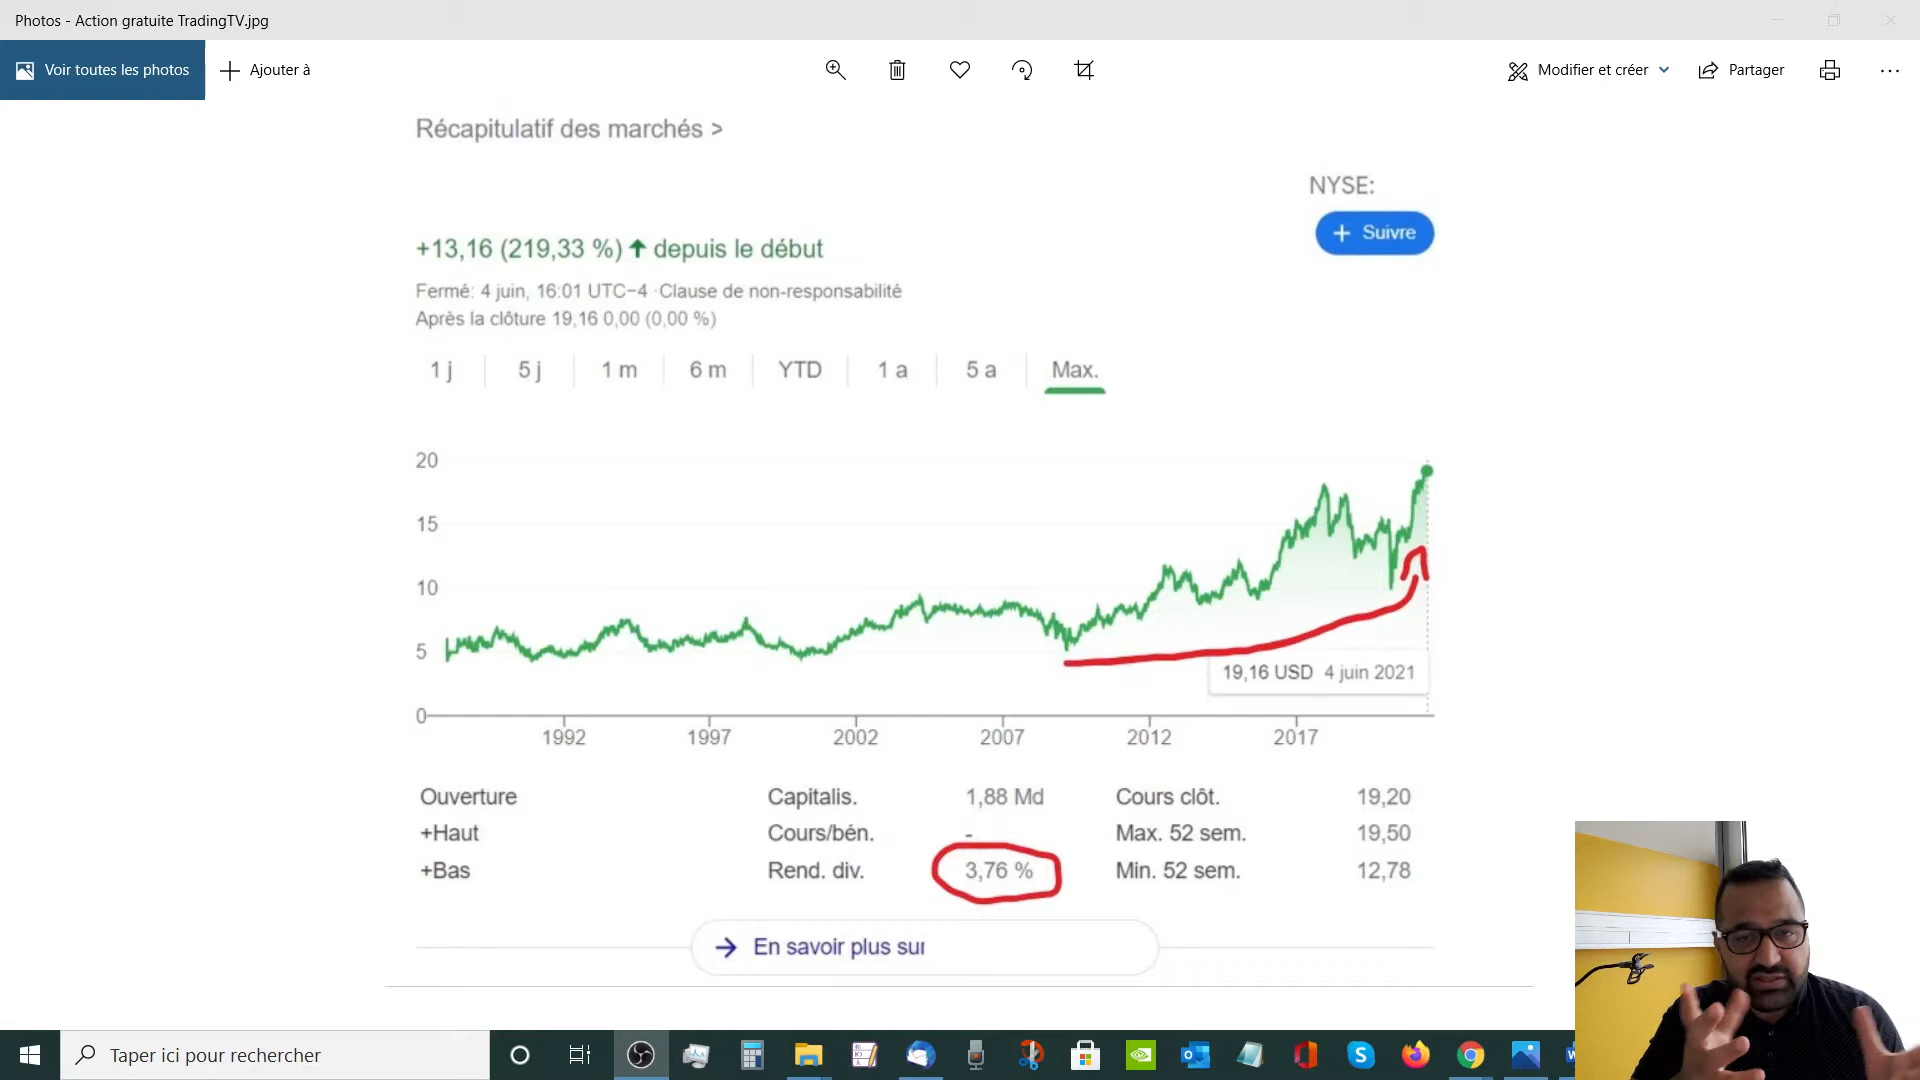 Photos - Action gratuite TradingTV.jpg
Voir toutes les photos
Ajouter à
Modifier et créer
Partager
Récapitulatif des marchés >
NYSE:
+ Suivre
+13,16 (219,33 %) ↑ depuis le début
Fermé: 4 juin, 16:01 UTC−4 ·Clause de non-responsabilité
Après la clôture 19,16 0,00 (0,00 %)
1 j 5 j 1 m 6 m YTD 1 a 5 a Max.
20
15
10
5
0
19,16 USD 4 juin 2021
1992 1997 2002 2007 2012 2017
Ouverture Capitalis. 1,88 Md Cours clôt. 19,20
+Haut Cours/bén. - Max. 52 sem. 19,50
+Bas Rend. div. 3,76 % Min. 52 sem. 12,78
→ En savoir plus sur
Taper ici pour rechercher